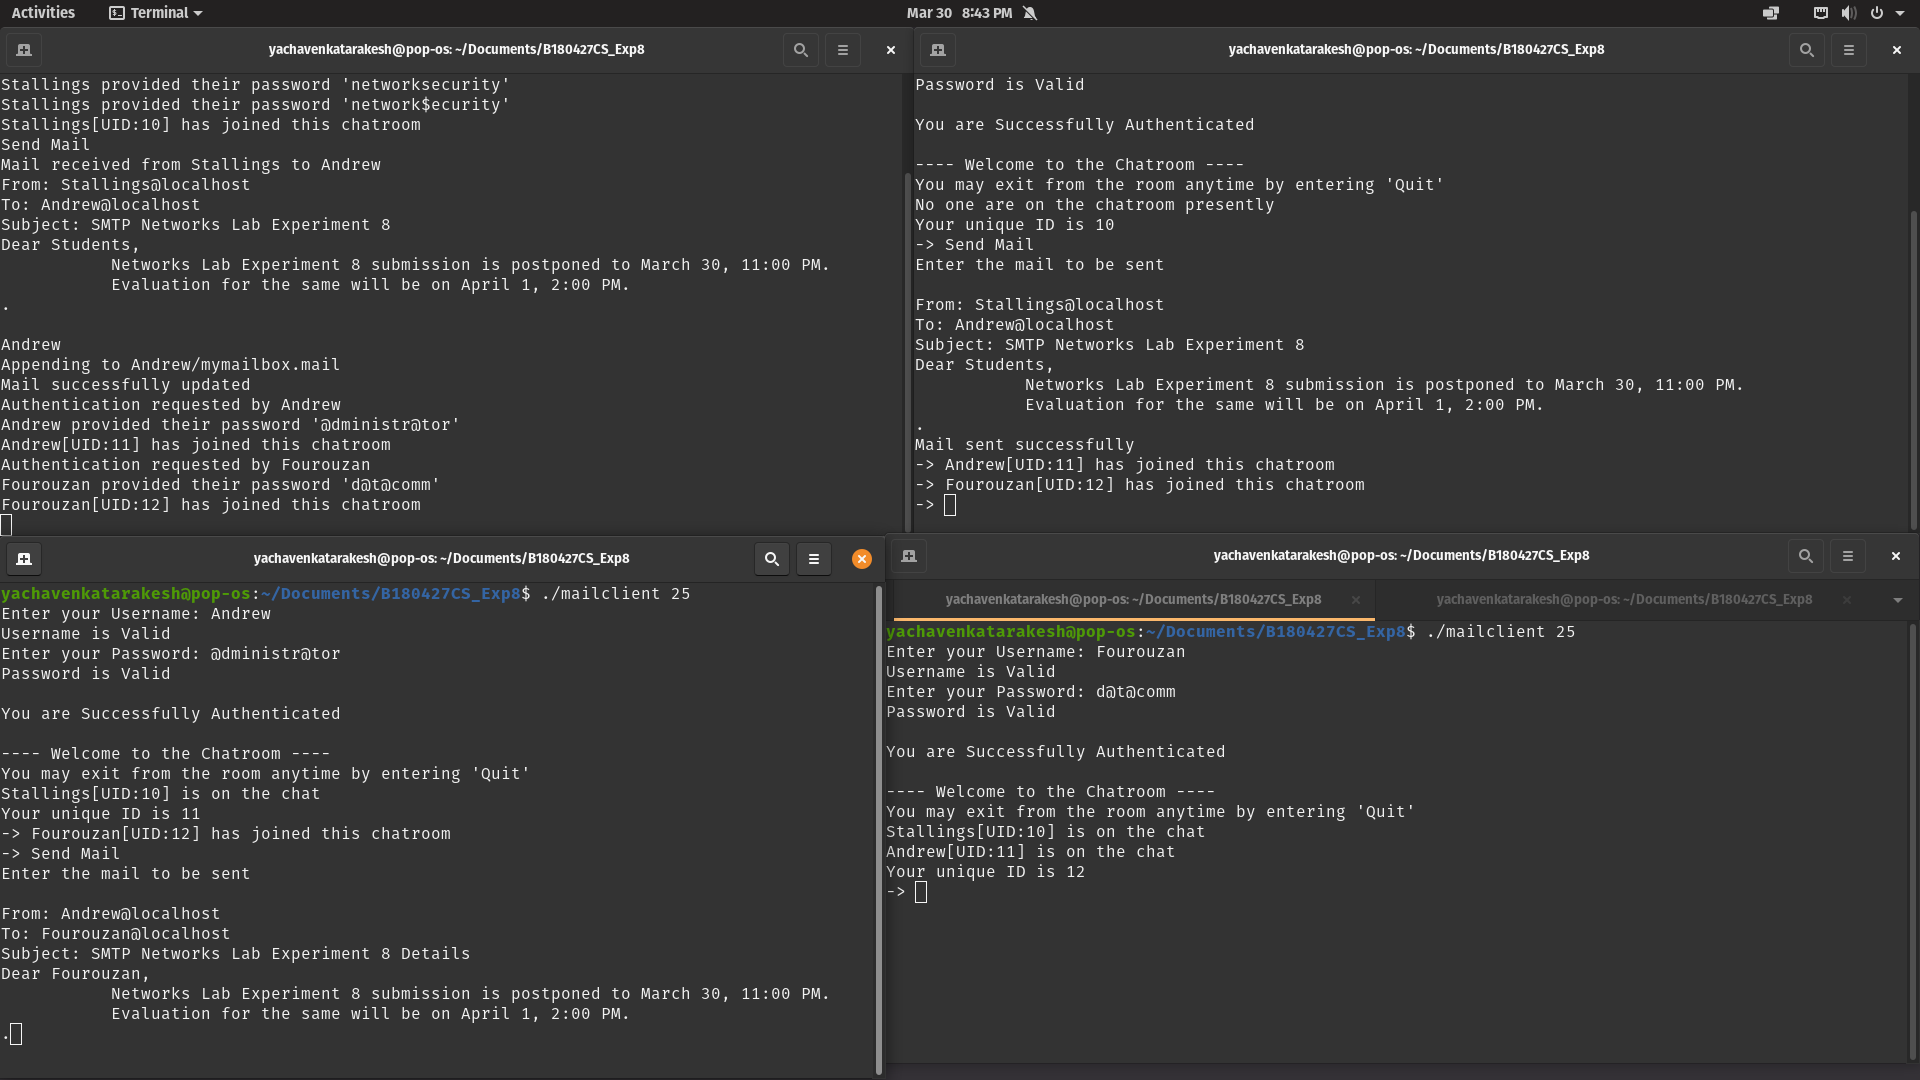 Activities Terminal Mar 30 8:43 PM
yachavenkatarakesh@pop-os: ~/Documents/B180427CS_Exp8
Stallings provided their password 'networksecurity'
Stallings provided their password 'network$ecurity'
Stallings[UID:10] has joined this chatroom
Send Mail
Mail received from Stallings to Andrew
From: Stallings@localhost
To: Andrew@localhost
Subject: SMTP Networks Lab Experiment 8
Dear Students,
Networks Lab Experiment 8 submission is postponed to March 30, 11:00 PM.
Evaluation for the same will be on April 1, 2:00 PM.
.
Andrew
Appending to Andrew/mymailbox.mail
Mail successfully updated
Authentication requested by Andrew
Andrew provided their password '@dministr@tor'
Andrew[UID:11] has joined this chatroom
Authentication requested by Fourouzan
Fourouzan provided their password 'd@t@comm'
Fourouzan[UID:12] has joined this chatroom
yachavenkatarakesh@pop-os: ~/Documents/B180427CS_Exp8
Password is Valid
You are Successfully Authenticated
---- Welcome to the Chatroom ----
You may exit from the room anytime by entering 'Quit'
No one are on the chatroom presently
Your unique ID is 10
-> Send Mail
Enter the mail to be sent
From: Stallings@localhost
To: Andrew@localhost
Subject: SMTP Networks Lab Experiment 8
Dear Students,
Networks Lab Experiment 8 submission is postponed to March 30, 11:00 PM.
Evaluation for the same will be on April 1, 2:00 PM.
.
Mail sent successfully
-> Andrew[UID:11] has joined this chatroom
-> Fourouzan[UID:12] has joined this chatroom
->
yachavenkatarakesh@pop-os: ~/Documents/B180427CS_Exp8
yachavenkatarakesh@pop-os:~/Documents/B180427CS_Exp8$ ./mailclient 25
Enter your Username: Andrew
Username is Valid
Enter your Password: @dministr@tor
Password is Valid
You are Successfully Authenticated
---- Welcome to the Chatroom ----
You may exit from the room anytime by entering 'Quit'
Stallings[UID:10] is on the chat
Your unique ID is 11
-> Fourouzan[UID:12] has joined this chatroom
-> Send Mail
Enter the mail to be sent
From: Andrew@localhost
To: Fourouzan@localhost
Subject: SMTP Networks Lab Experiment 8 Details
Dear Fourouzan,
Networks Lab Experiment 8 submission is postponed to March 30, 11:00 PM.
Evaluation for the same will be on April 1, 2:00 PM.
.
yachavenkatarakesh@pop-os: ~/Documents/B180427CS_Exp8
yachavenkatarakesh@pop-os: ~/Documents/B180427CS_Exp8 yachavenkatarakesh@pop-os: ~/Documents/B180427CS_Exp8
yachavenkatarakesh@pop-os:~/Documents/B180427CS_Exp8$ ./mailclient 25
Enter your Username: Fourouzan
Username is Valid
Enter your Password: d@t@comm
Password is Valid
You are Successfully Authenticated
---- Welcome to the Chatroom ----
You may exit from the room anytime by entering 'Quit'
Stallings[UID:10] is on the chat
Andrew[UID:11] is on the chat
Your unique ID is 12
->